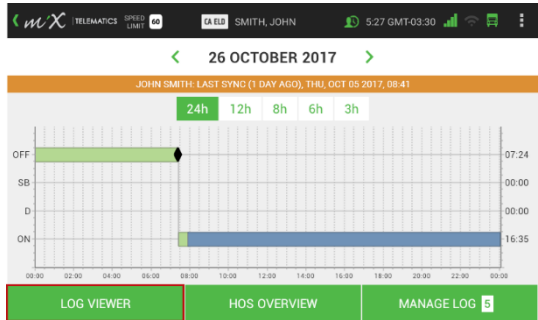 mix TELEMATICS SPEED LIMIT 60 CA ELD SMITH, JOHN 5:27 GMT-03:30
26 OCTOBER 2017
JOHN SMITH: LAST SYNC (1 DAY AGO), THU, OCT 05 2017, 08:41
24h 12h 8h 6h 3h
OFF 07:24
SB 00:00
D 00:00
ON 16:35
00:00 02:00 04:00 06:00 08:00 10:00 12:00 14:00 16:00 18:00 20:00 22:00 00:00
LOG VIEWER HOS OVERVIEW MANAGE LOG 5